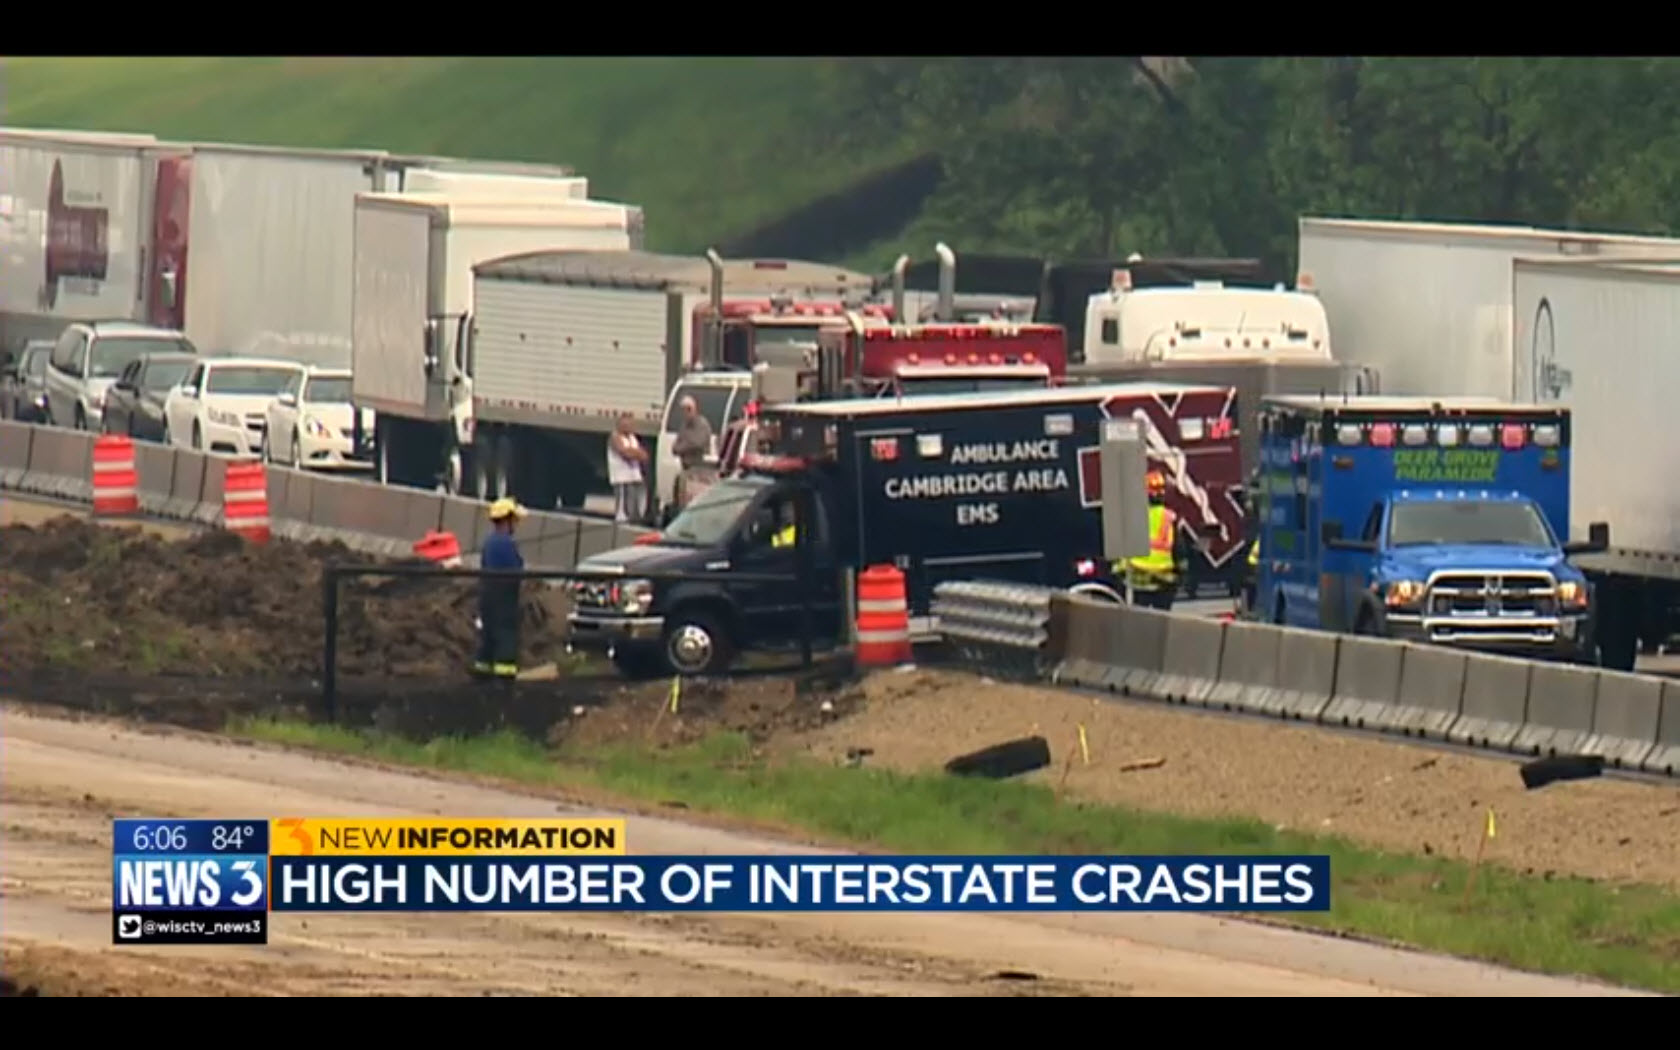 AMBULANCE
CAMBRIDGE AREA
EMS
DEER-GROVE
PARAMEDIC
6:06 84°
3 NEW INFORMATION
NEWS 3
HIGH NUMBER OF INTERSTATE CRASHES
@wisctv_news3